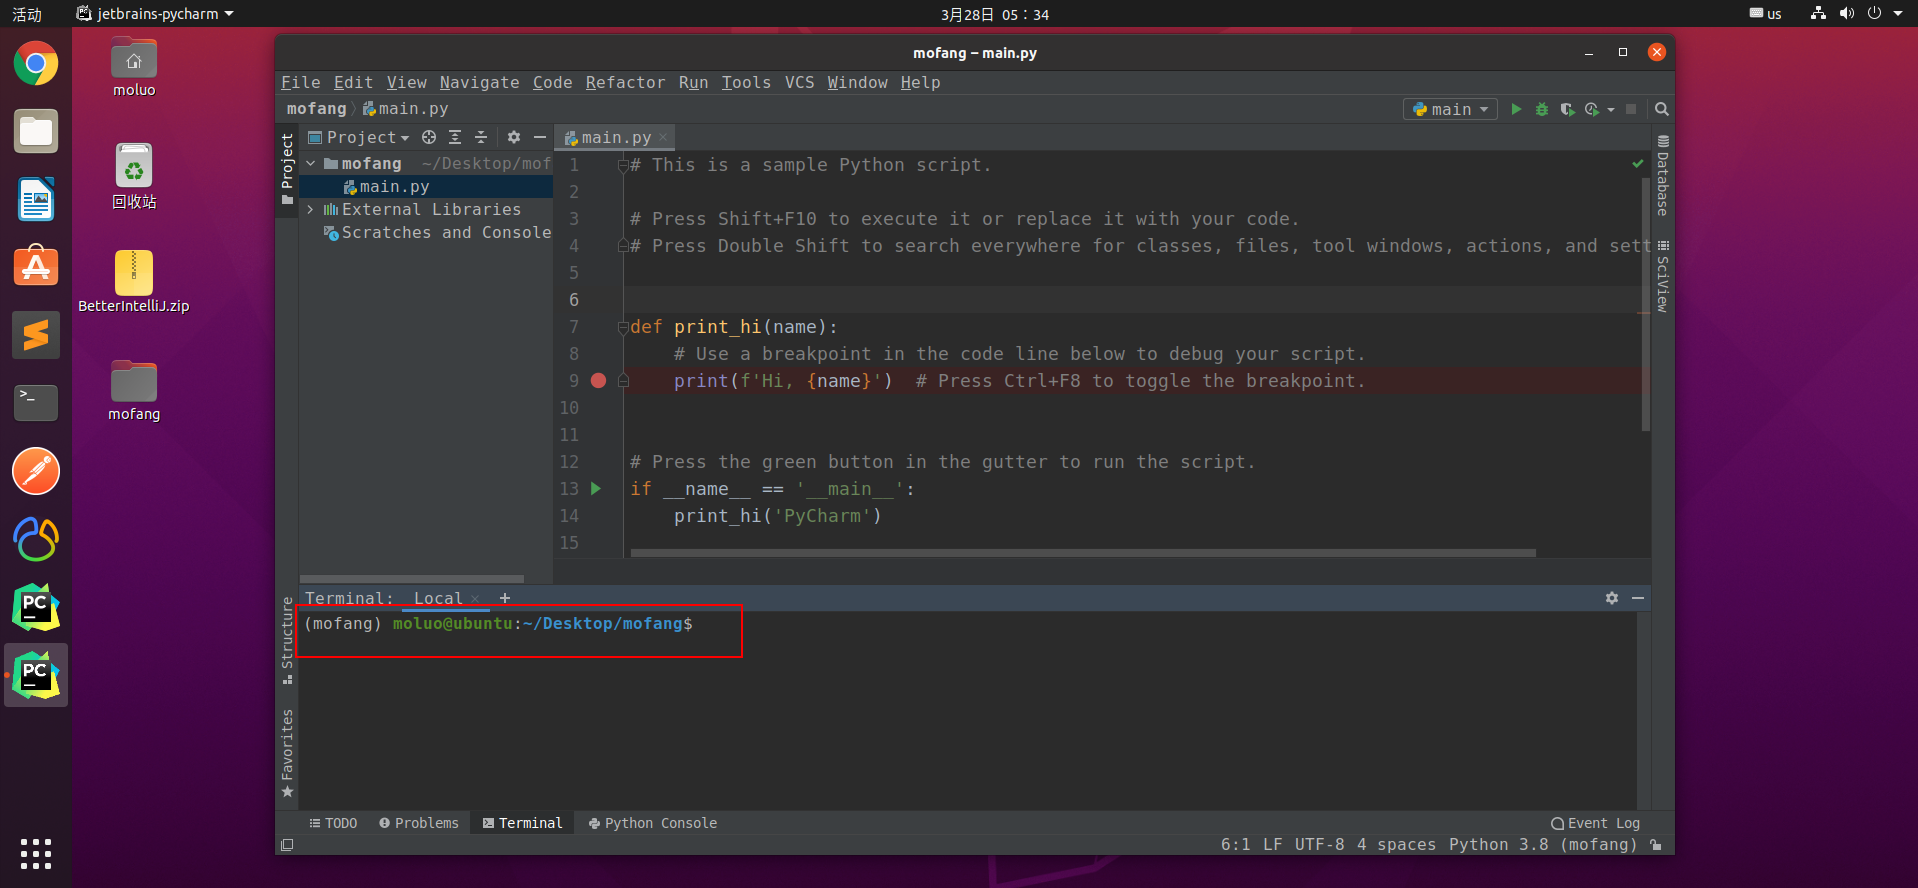 活动
jetbrains-pycharm
3月28日 05：34
us
moluo
回收站
BetterIntelliJ.zip
mofang
mofang – main.py
File Edit View Navigate Code Refactor Run Tools VCS Window Help
mofang main.py
main
Project
Project
mofang ~/Desktop/mof
main.py
External Libraries
Scratches and Console
main.py
1 # This is a sample Python script.
2
3 # Press Shift+F10 to execute it or replace it with your code.
4 # Press Double Shift to search everywhere for classes, files, tool windows, actions, and sett
5
6
7 def print_hi(name):
8 # Use a breakpoint in the code line below to debug your script.
9 print(f'Hi, {name}') # Press Ctrl+F8 to toggle the breakpoint.
10
11
12 # Press the green button in the gutter to run the script.
13 if __name__ == '__main__':
14 print_hi('PyCharm')
15
Database
SciView
Structure
Favorites
Terminal: Local
(mofang) moluo@ubuntu:~/Desktop/mofang$
TODO Problems Terminal Python Console Event Log
6:1 LF UTF-8 4 spaces Python 3.8 (mofang)
PC
PC